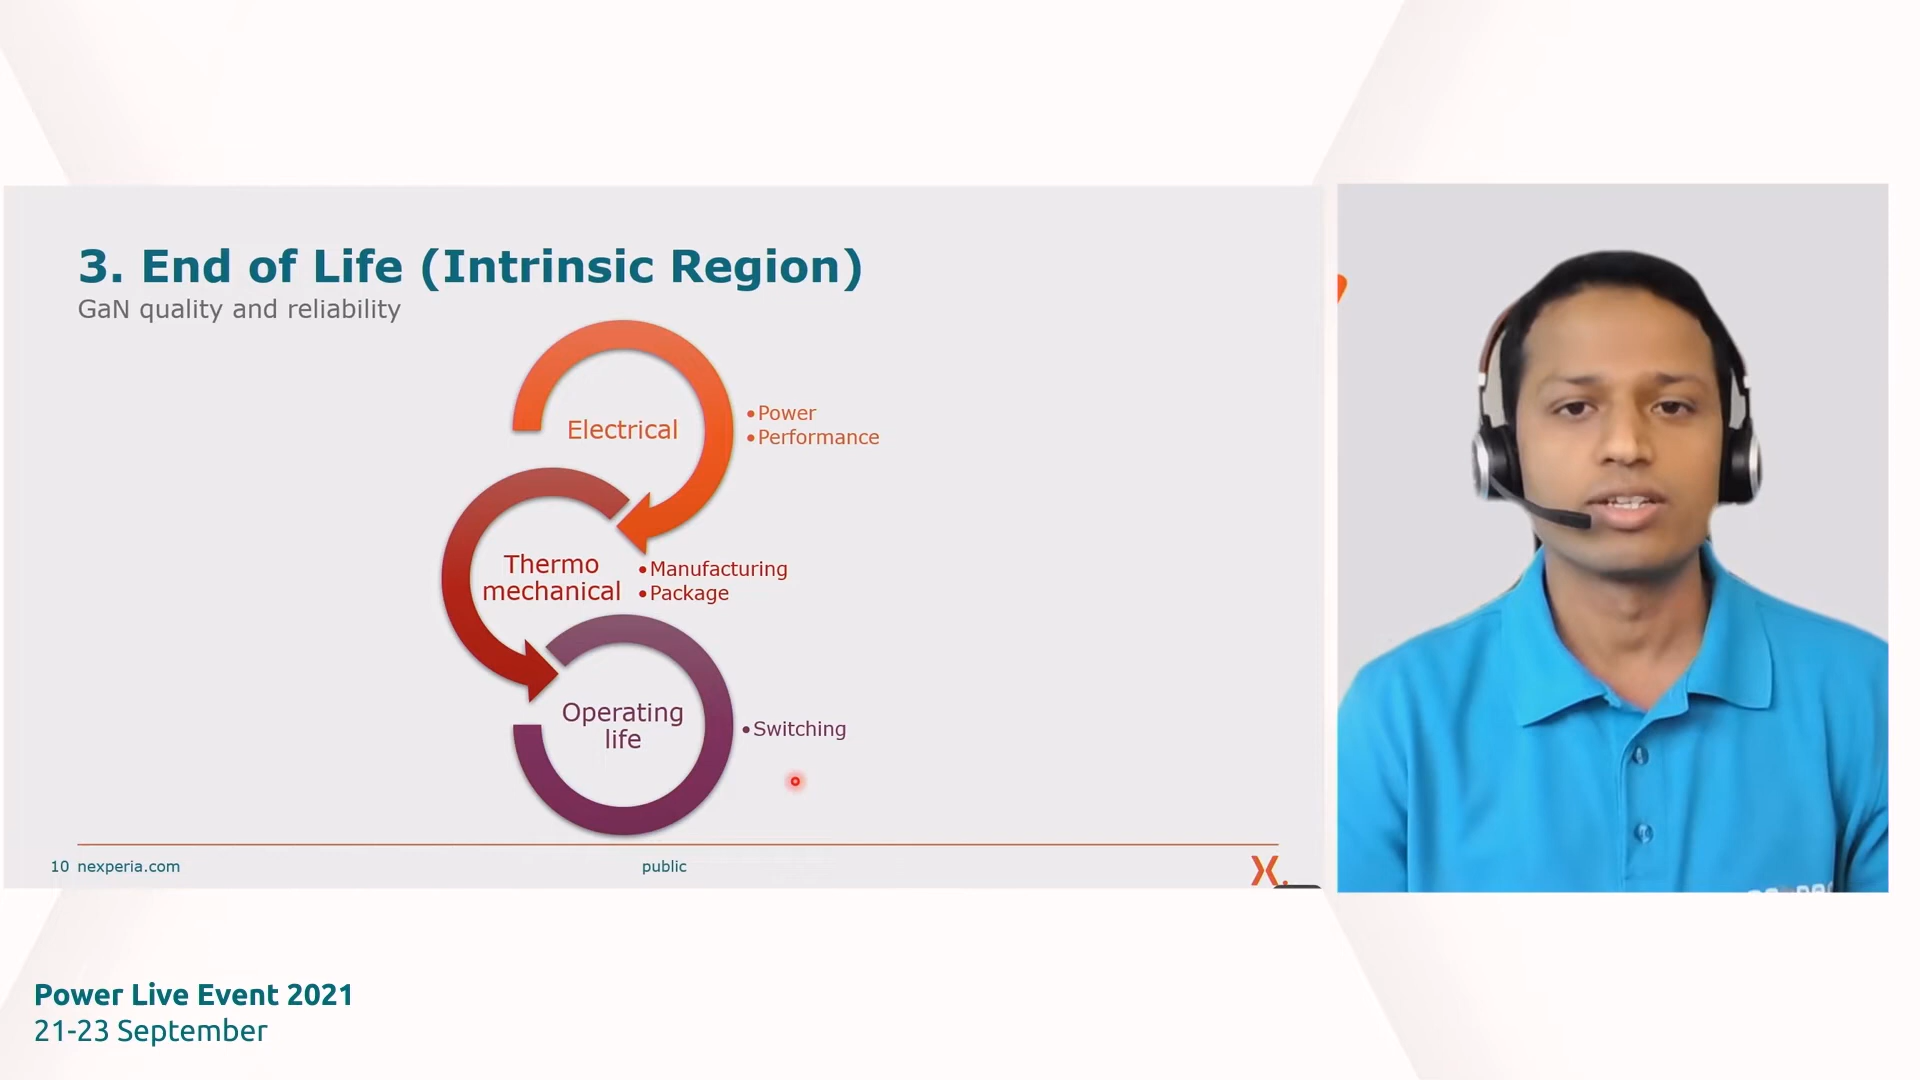 3. End of Life (Intrinsic Region)
GaN quality and reliability
Electrical
• Power
• Performance
Thermo
mechanical
• Manufacturing
• Package
Operating
life
• Switching
10 nexperia.com
public
Power Live Event 2021
21-23 September